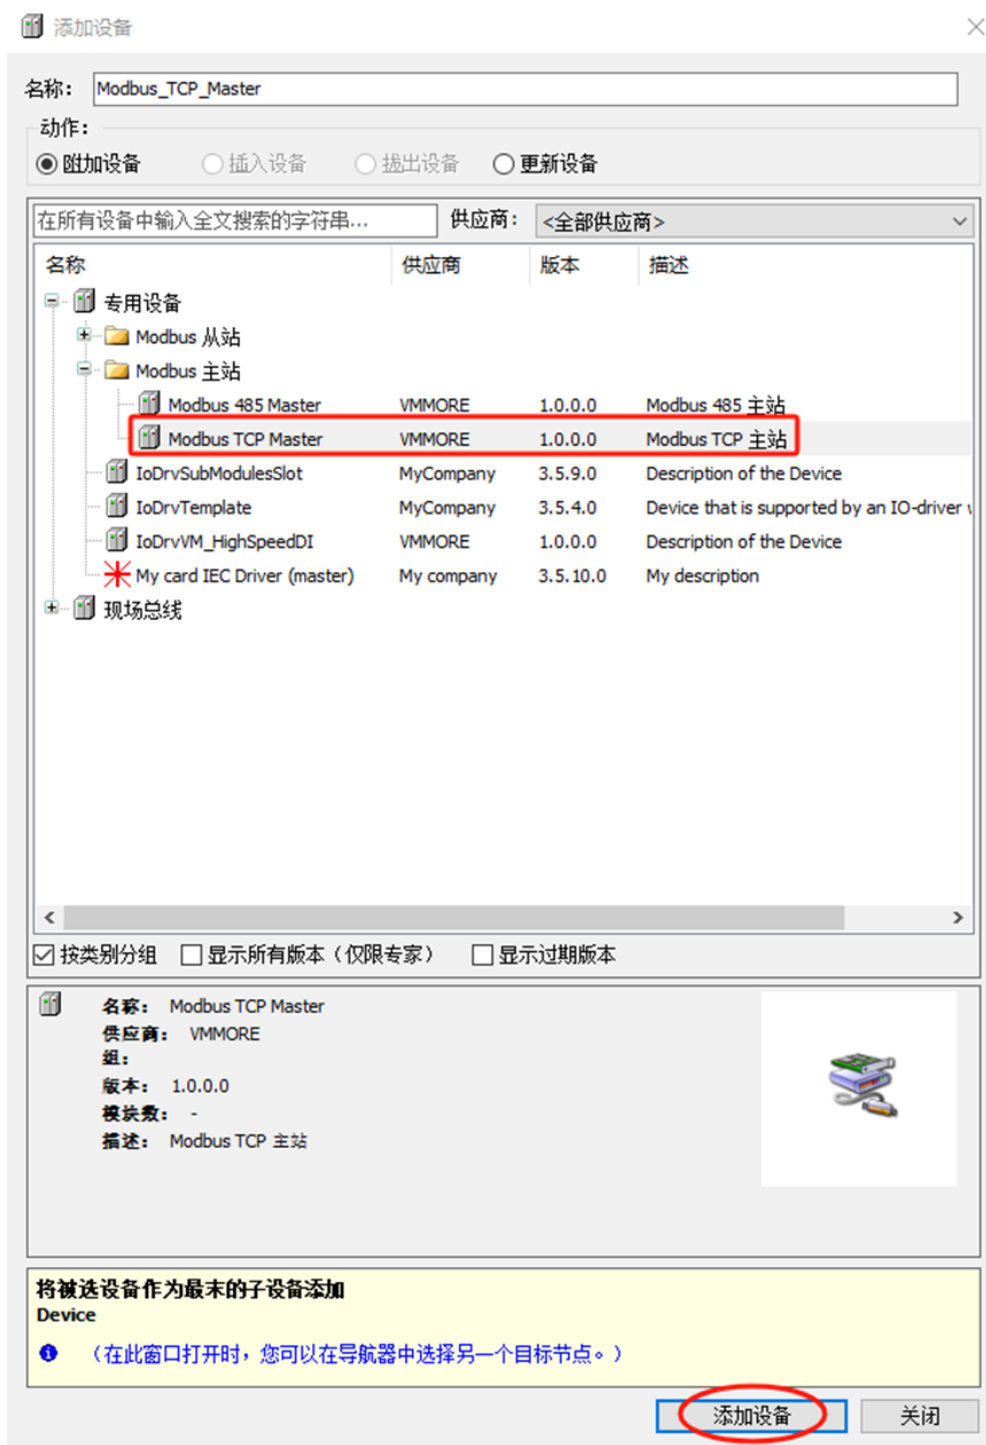 添加设备
名称： Modbus_TCP_Master
动作：
附加设备 插入设备 拔出设备 更新设备
在所有设备中输入全文搜索的字符串... 供应商： <全部供应商>
名称 供应商 版本 描述
专用设备
Modbus 从站
Modbus 主站
Modbus 485 Master VMMORE 1.0.0.0 Modbus 485 主站
Modbus TCP Master VMMORE 1.0.0.0 Modbus TCP 主站
IoDrvSubModulesSlot MyCompany 3.5.9.0 Description of the Device
IoDrvTemplate MyCompany 3.5.4.0 Device that is supported by an IO-driver
IoDrvVM_HighSpeedDI VMMORE 1.0.0.0 Description of the Device
My card IEC Driver (master) My company 3.5.10.0 My description
现场总线
按类别分组 显示所有版本（仅限专家） 显示过期版本
名称： Modbus TCP Master
供应商： VMMORE
组：
版本： 1.0.0.0
模块数： -
描述： Modbus TCP 主站
将被选设备作为最末的子设备添加
Device
（在此窗口打开时，您可以在导航器中选择另一个目标节点。）
添加设备 关闭